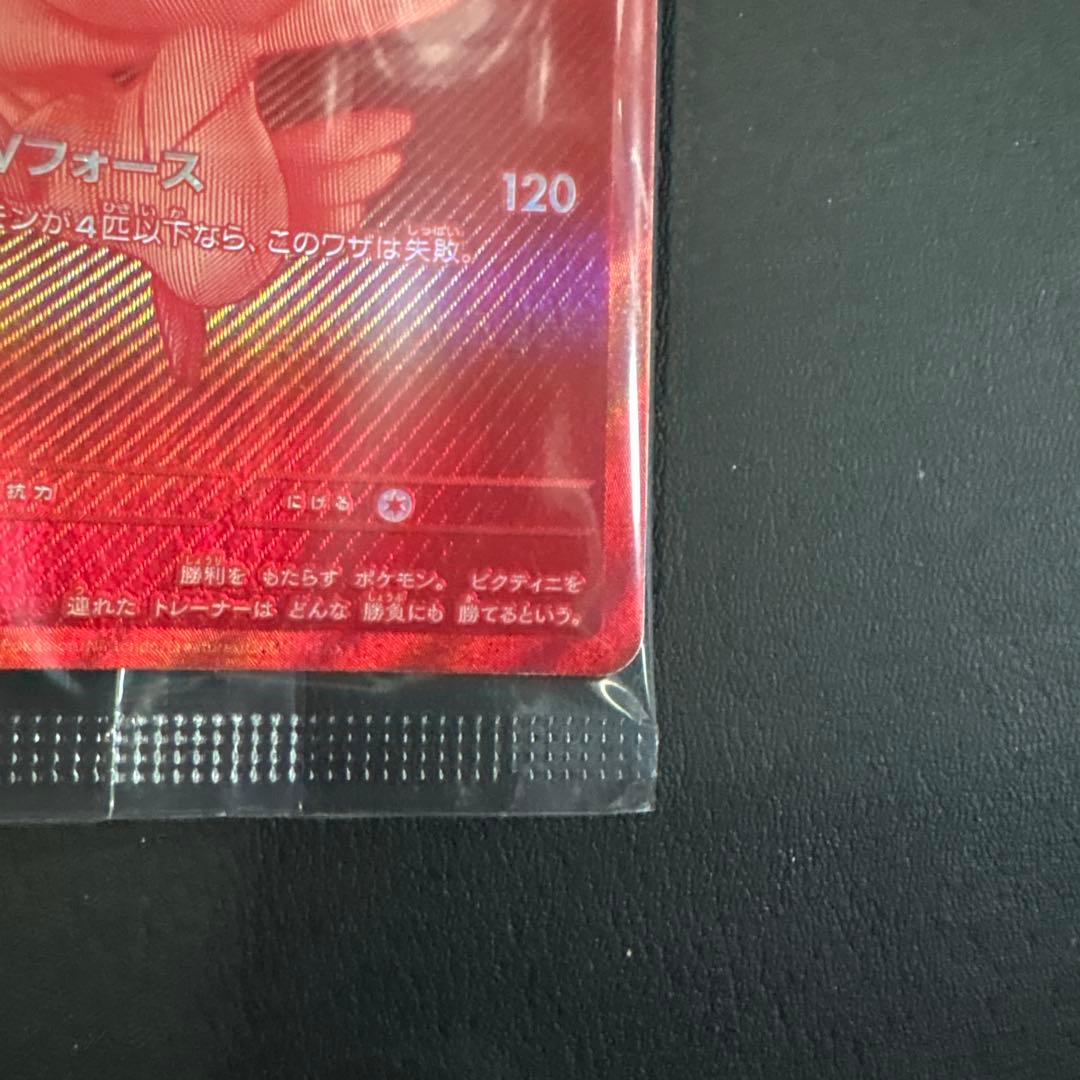 Vフォース
120
モンが4匹以下なら、このワザは失敗。
抗力
にげる
勝利を もたらす ポケモン。 ビクティニを
連れた トレーナーは どんな 勝負にも 勝てるという。